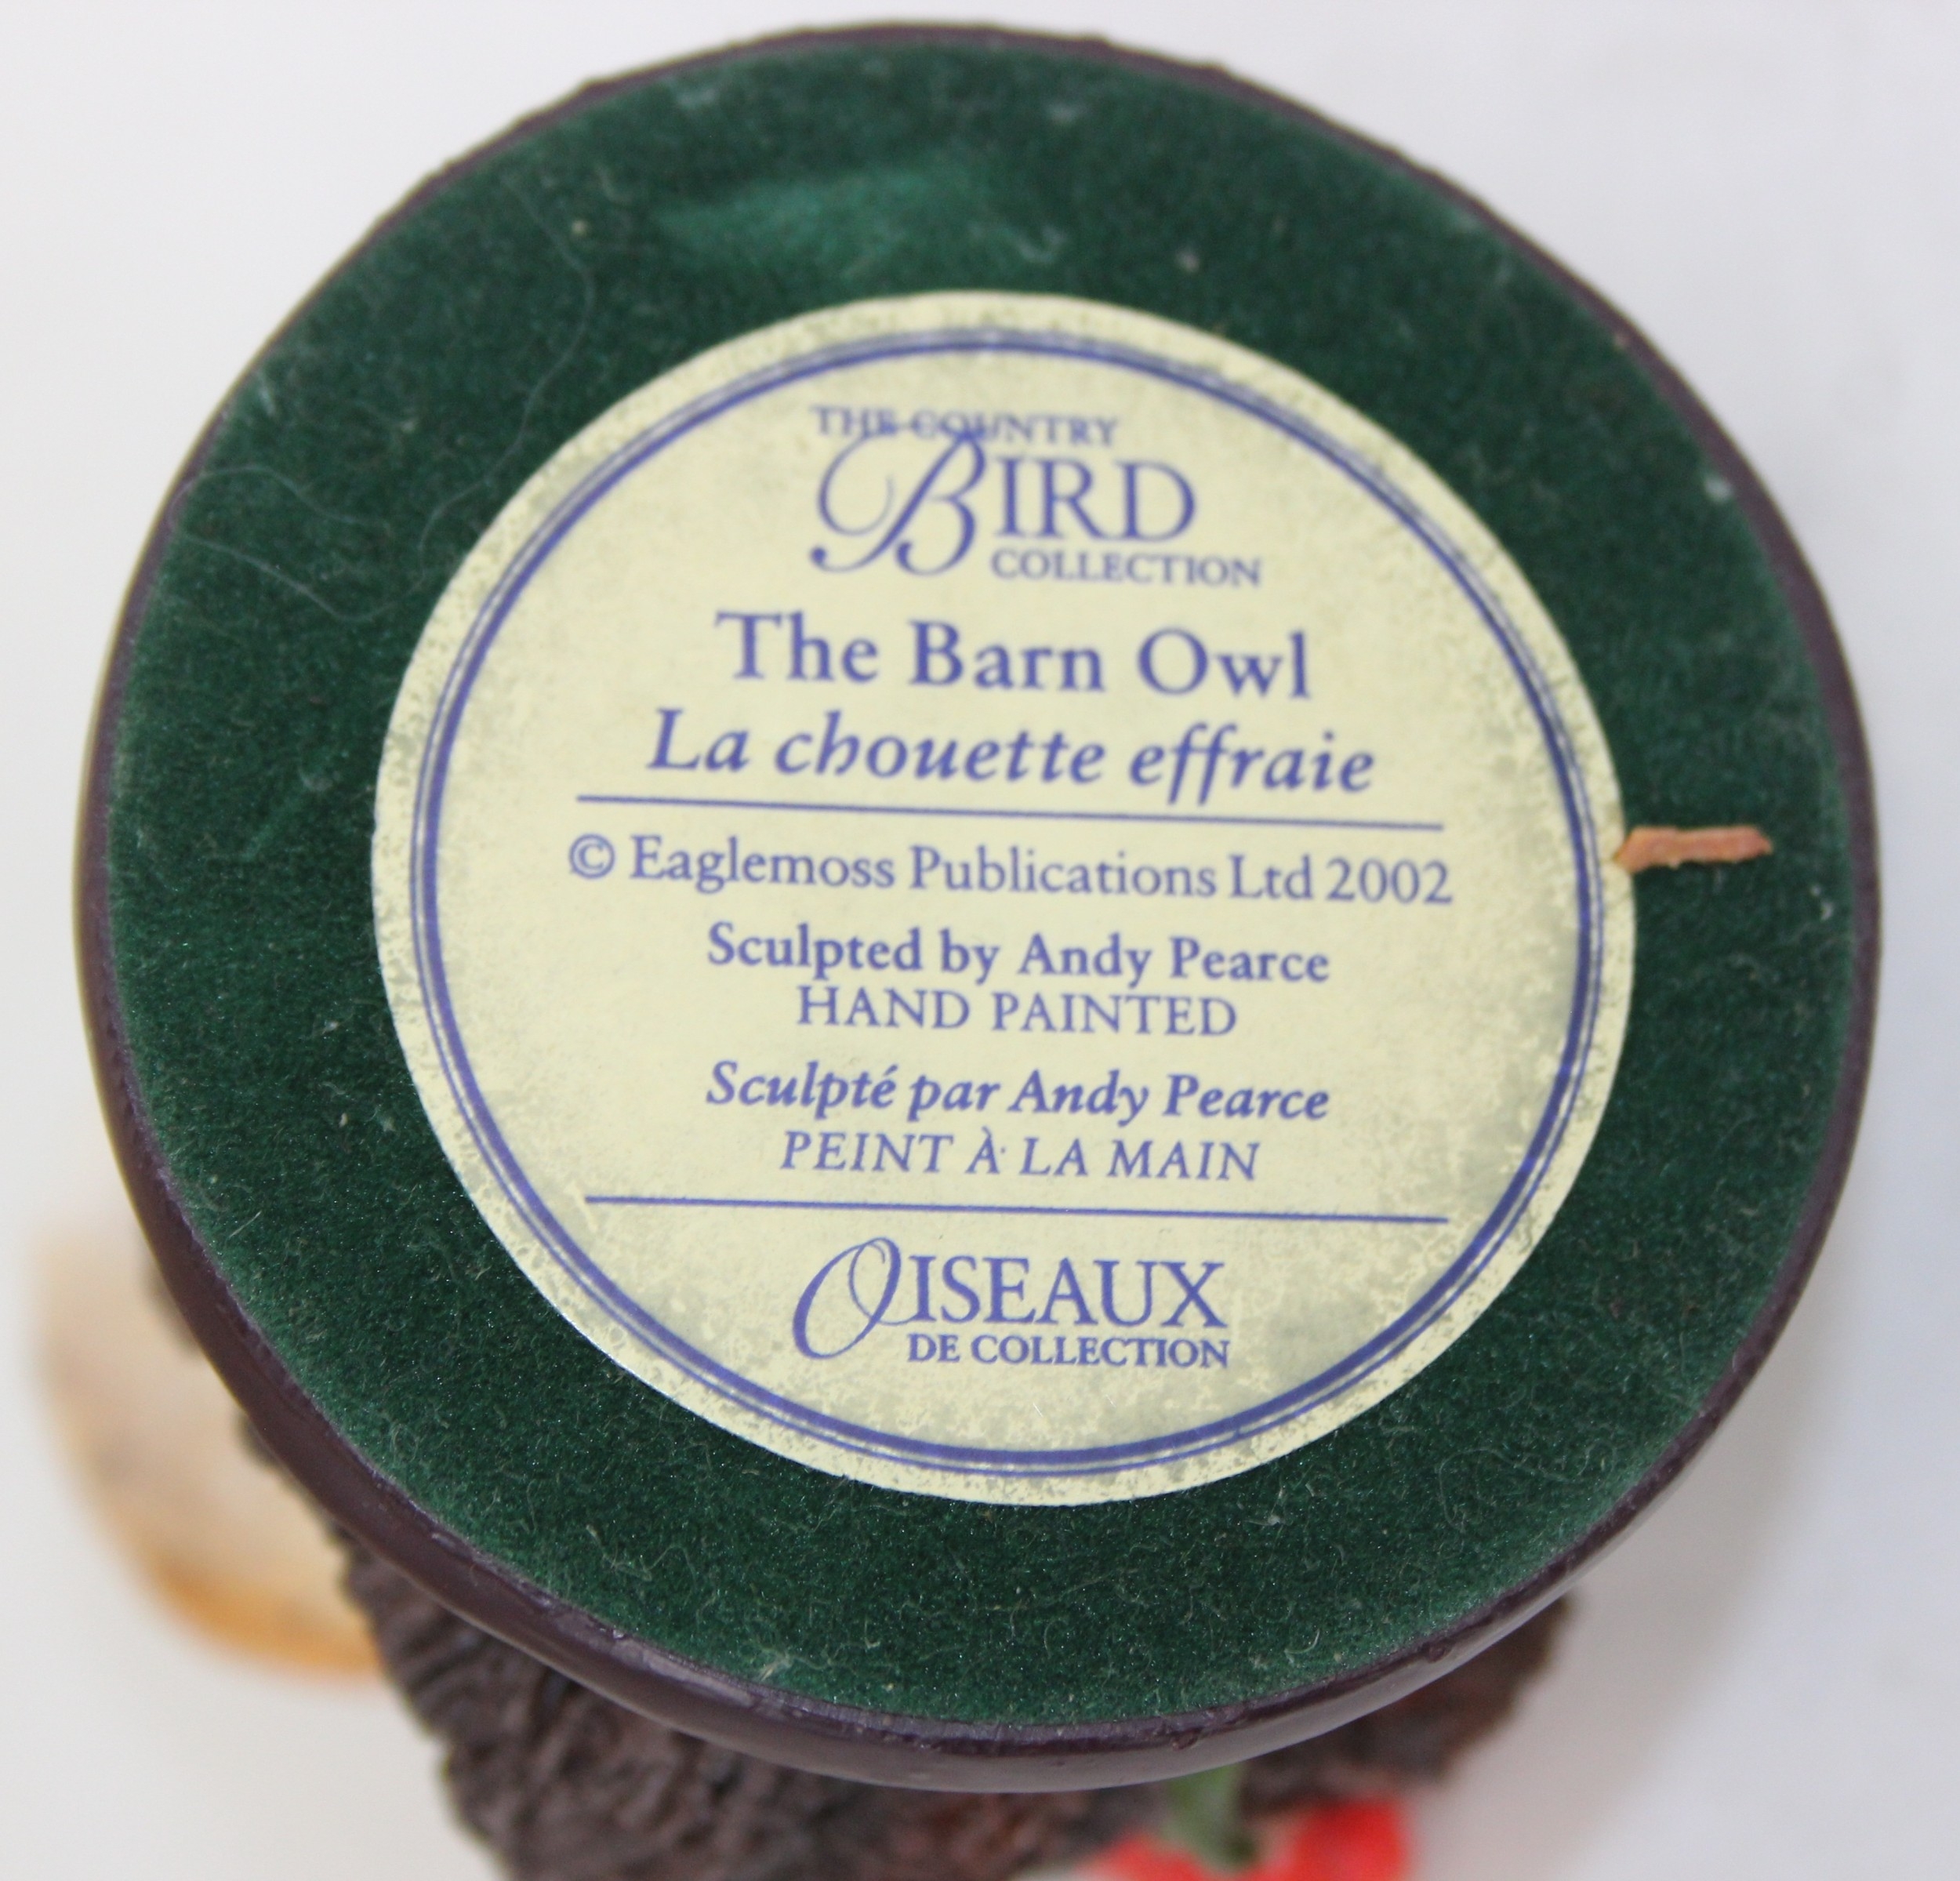 THE COUNTRY
BIRD
COLLECTION
The Barn Owl
La chouette effraie
© Eaglemoss Publications Ltd 2002
Sculpted by Andy Pearce
HAND PAINTED
Sculpté par Andy Pearce
PEINT À LA MAIN
OISEAUX
DE COLLECTION